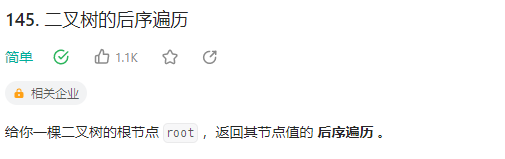 145. 二叉树的后序遍历
简单 1.1K
相关企业
给你一棵二叉树的根节点 root ，返回其节点值的 后序遍历 。